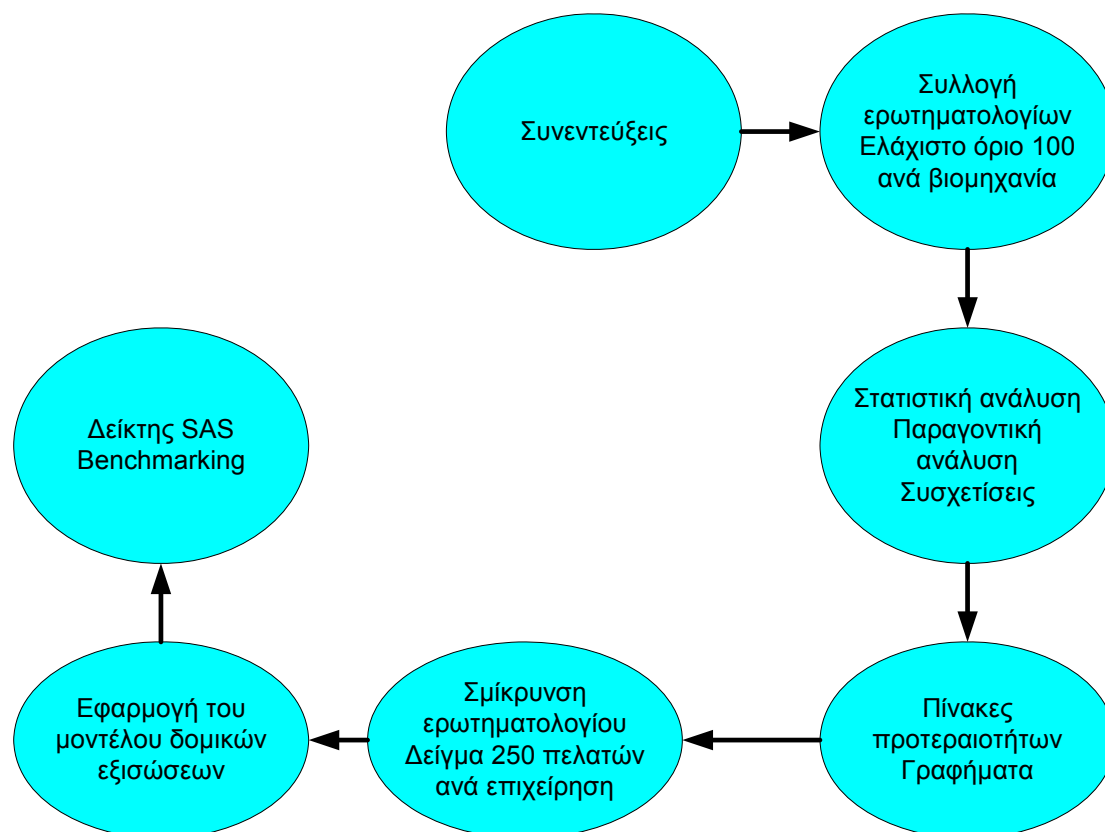 Συνεντεύξεις
Συλλογή
ερωτηματολογίων
Ελάχιστο όριο 100
ανά βιομηχανία
Στατιστική ανάλυση
Παραγοντική
ανάλυση
Συσχετίσεις
Πίνακες
προτεραιοτήτων
Γραφήματα
Σμίκρυνση
ερωτηματολογίου
Δείγμα 250 πελατών
ανά επιχείρηση
Εφαρμογή του
μοντέλου δομικών
εξισώσεων
Δείκτης SAS
Benchmarking